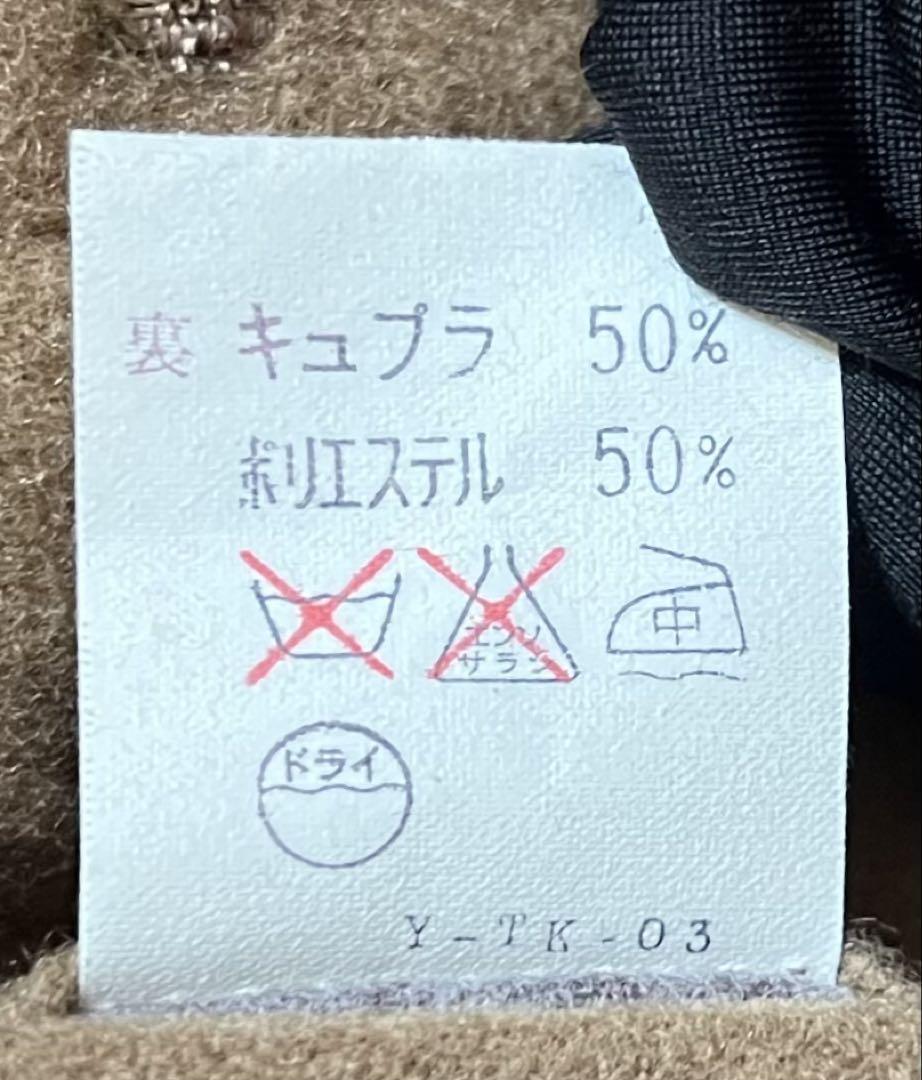 裏 キュプラ 50%
ポリエステル 50%
エンソ
サラシ
中
ドライ
Y-TK-03